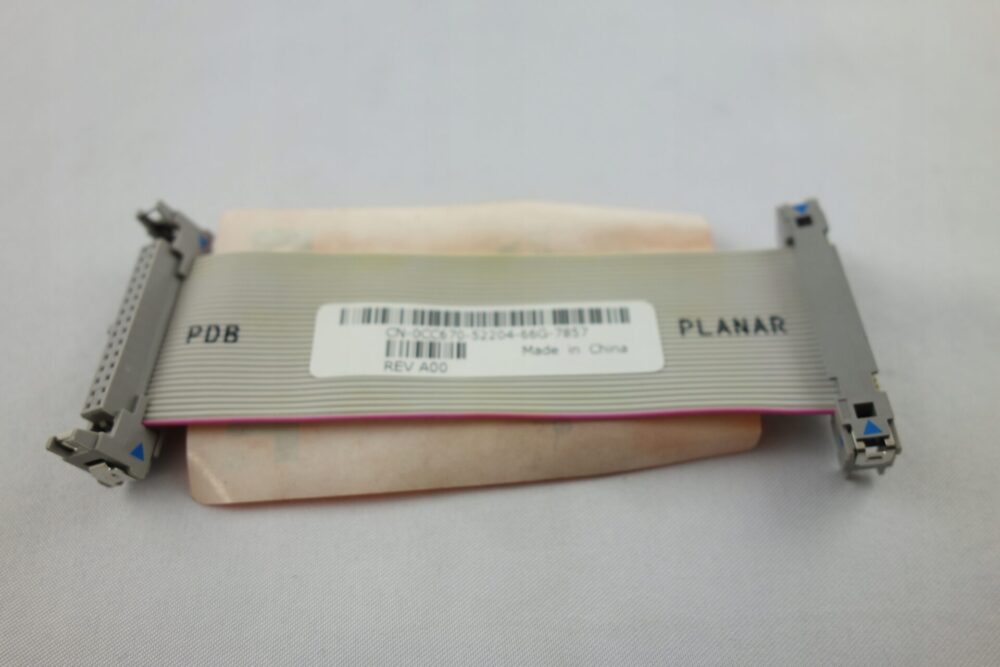 PDB
CN-0CC670-52204-66G-7857
Made in China
REV A00
PLANAR